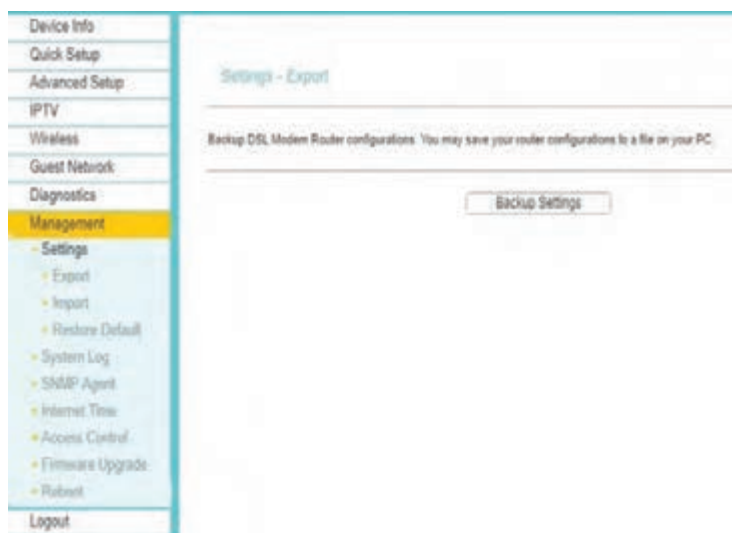 Device Info
Quick Setup
Advanced Setup
IPTV
Wireless
Guest Network
Diagnostics
Management
- Settings
Export
Import
Restore Default
System Log
SNMP Agent
Internet Time
Access Control
Firmware Upgrade
Reboot
Logout
Settings - Export
Backup DSL Modem Router configurations. You may save your router configurations to a file on your PC.
Backup Settings